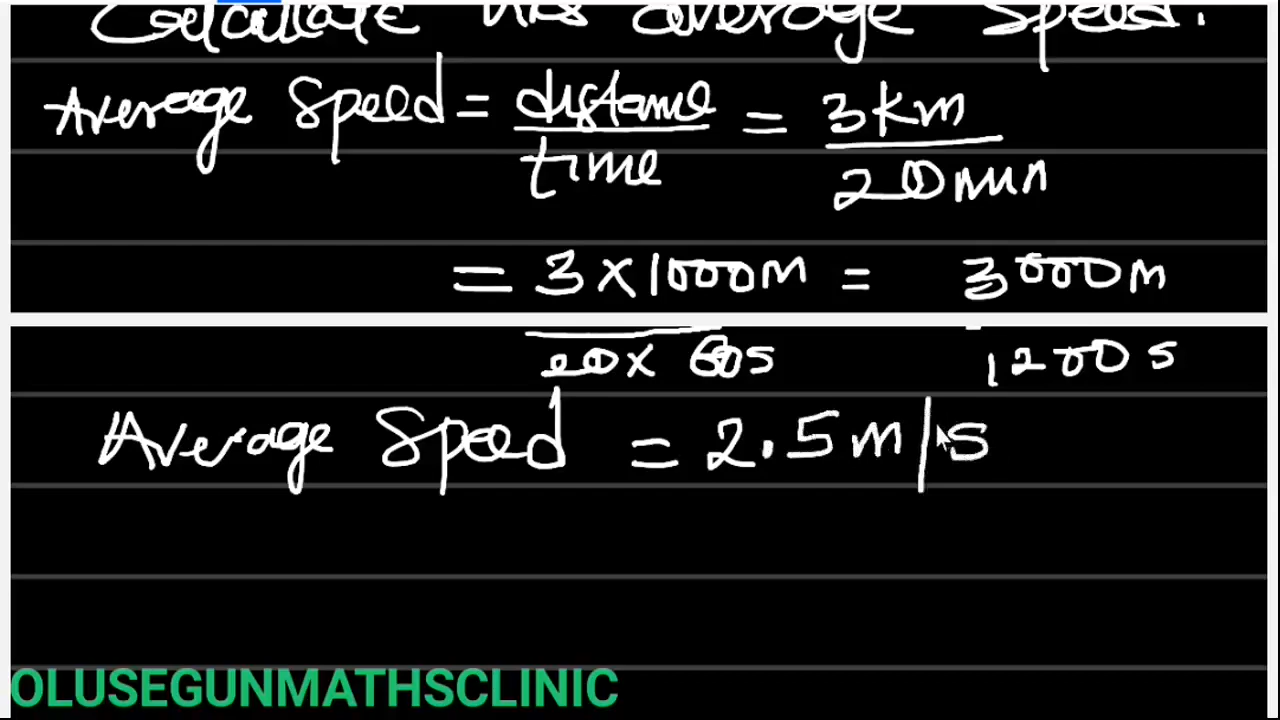 Calculate his average speed.
Average Speed = distance/time = 3km/20min
= 3 x 1000m/20 x 60s = 3000m/1200s
Average Speed = 2.5m/s
OLUSEGUNMATHSCLINIC